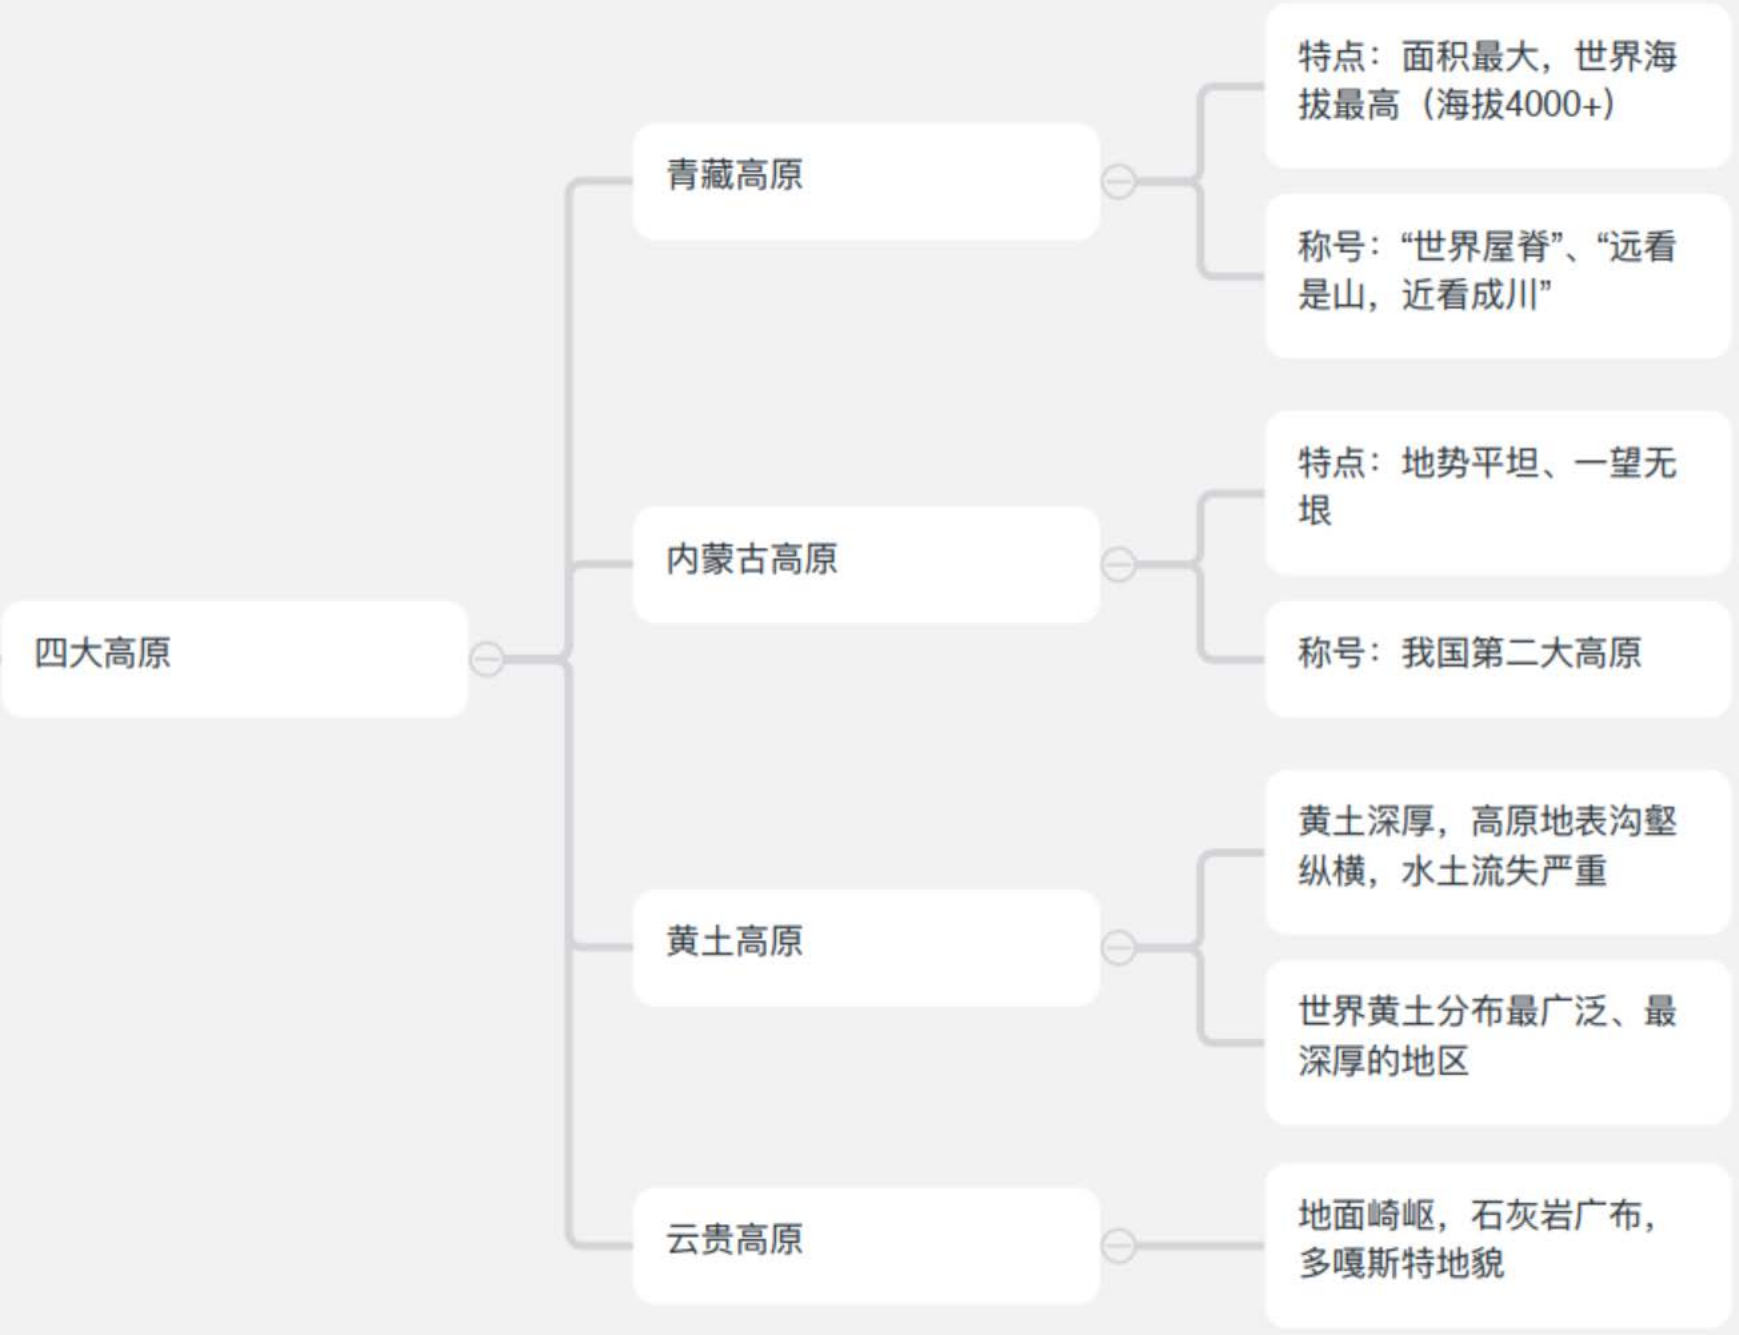 四大高原
青藏高原
特点：面积最大，世界海
拔最高（海拔4000+）
称号：“世界屋脊”、“远看
是山，近看成川”
内蒙古高原
特点：地势平坦、一望无
垠
称号：我国第二大高原
黄土高原
黄土深厚，高原地表沟壑
纵横，水土流失严重
世界黄土分布最广泛、最
深厚的地区
云贵高原
地面崎岖，石灰岩广布，
多嘎斯特地貌